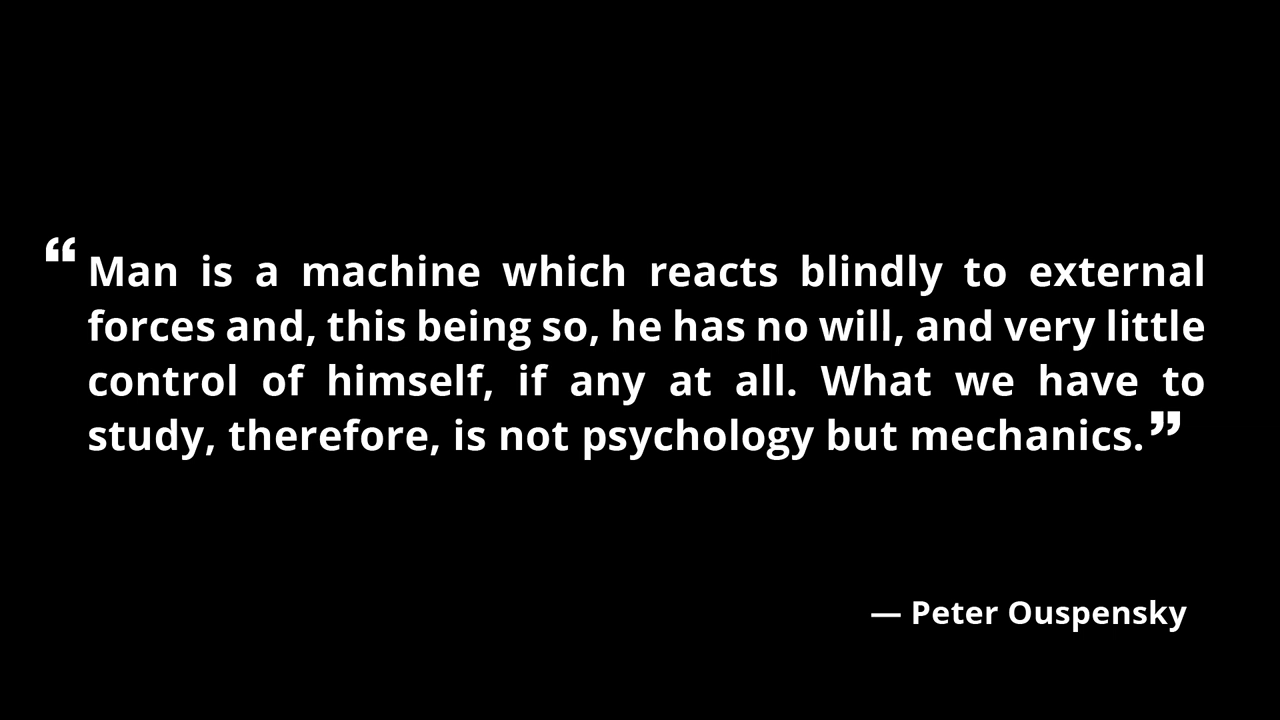 “ Man is a machine which reacts blindly to external
forces and, this being so, he has no will, and very little
control of himself, if any at all. What we have to
study, therefore, is not psychology but mechanics. ”
— Peter Ouspensky